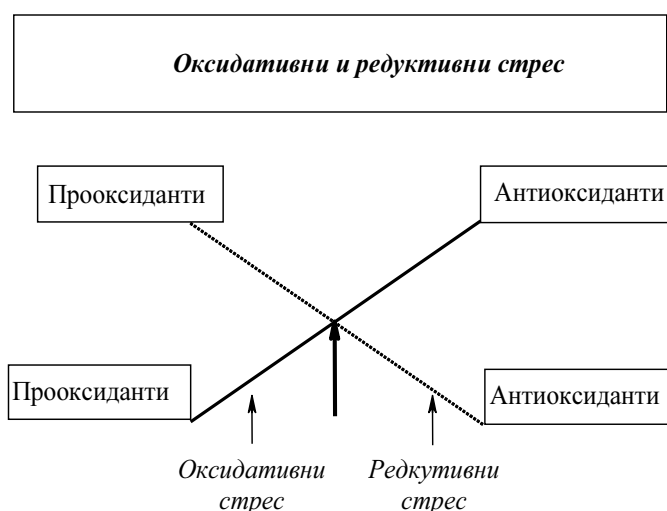 Оксидативни и редуктивни стрес
Прооксиданти
Антиоксиданти
Прооксиданти
Антиоксиданти
Оксидативни
стрес
Редкутивни
стрес